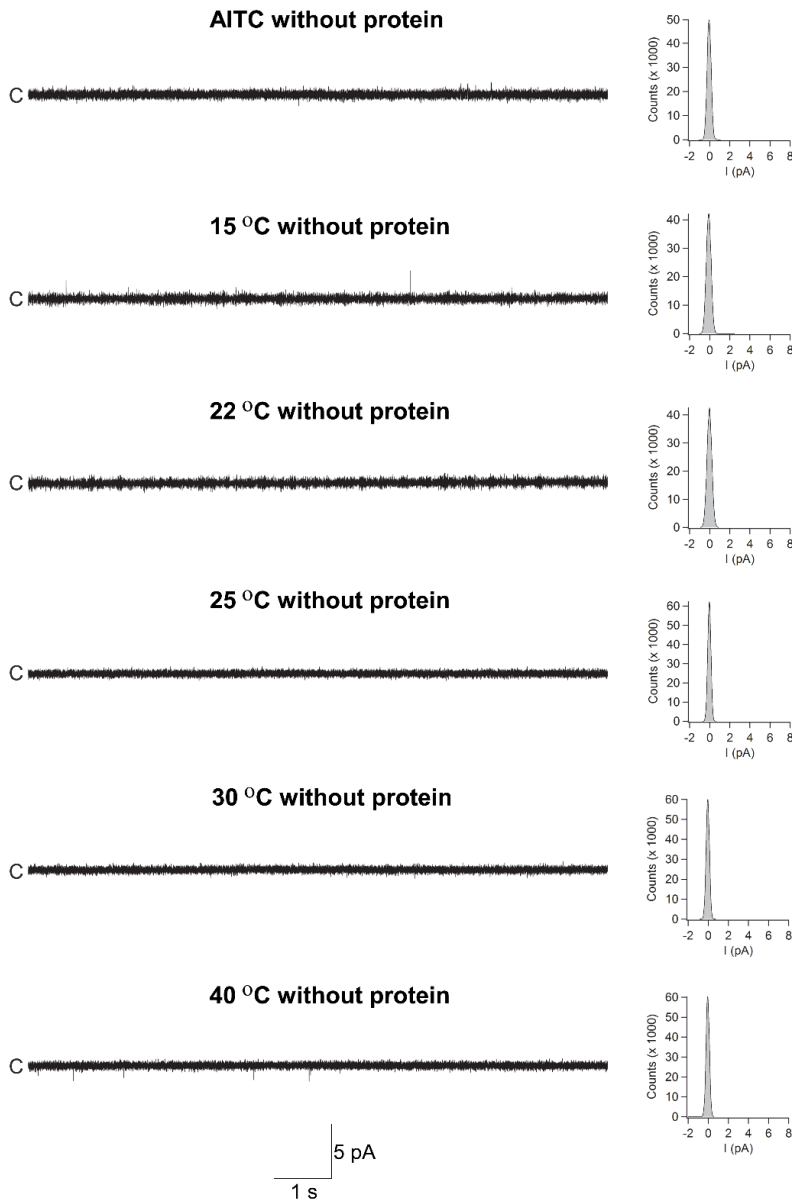 AITC without protein
C
Counts (x 1000)
50
40
30
20
10
0
-2 0 2 4 6 8
I (pA)
15 °C without protein
C
Counts (x 1000)
40
30
20
10
0
-2 0 2 4 6 8
I (pA)
22 °C without protein
C
Counts (x 1000)
40
30
20
10
0
-2 0 2 4 6 8
I (pA)
25 °C without protein
C
Counts (x 1000)
60
50
40
30
20
10
0
-2 0 2 4 6 8
I (pA)
30 °C without protein
C
Counts (x 1000)
60
50
40
30
20
10
0
-2 0 2 4 6 8
I (pA)
40 °C without protein
C
Counts (x 1000)
60
50
40
30
20
10
0
-2 0 2 4 6 8
I (pA)
5 pA
1 s